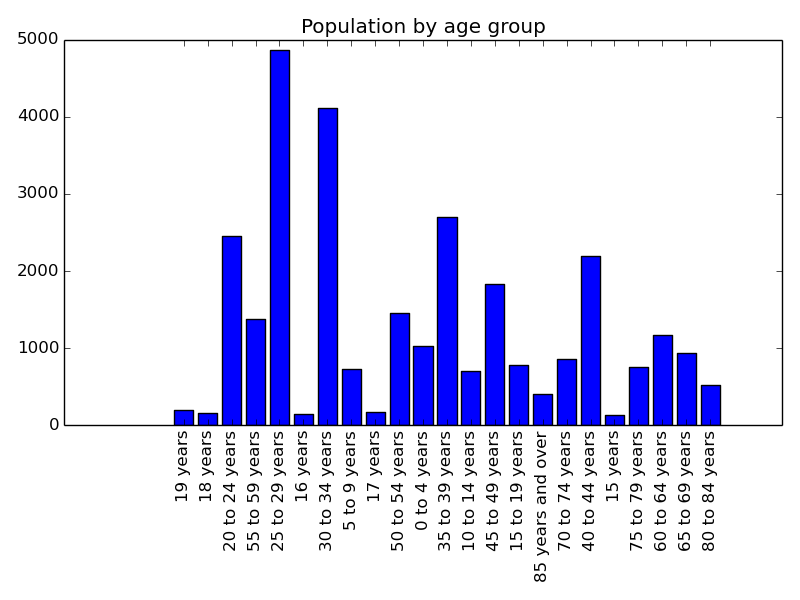 Population by age group
5000
4000
3000
2000
1000
0
19 years
18 years
20 to 24 years
55 to 59 years
25 to 29 years
16 years
30 to 34 years
5 to 9 years
17 years
50 to 54 years
0 to 4 years
35 to 39 years
10 to 14 years
45 to 49 years
15 to 19 years
85 years and over
70 to 74 years
40 to 44 years
15 years
75 to 79 years
60 to 64 years
65 to 69 years
80 to 84 years